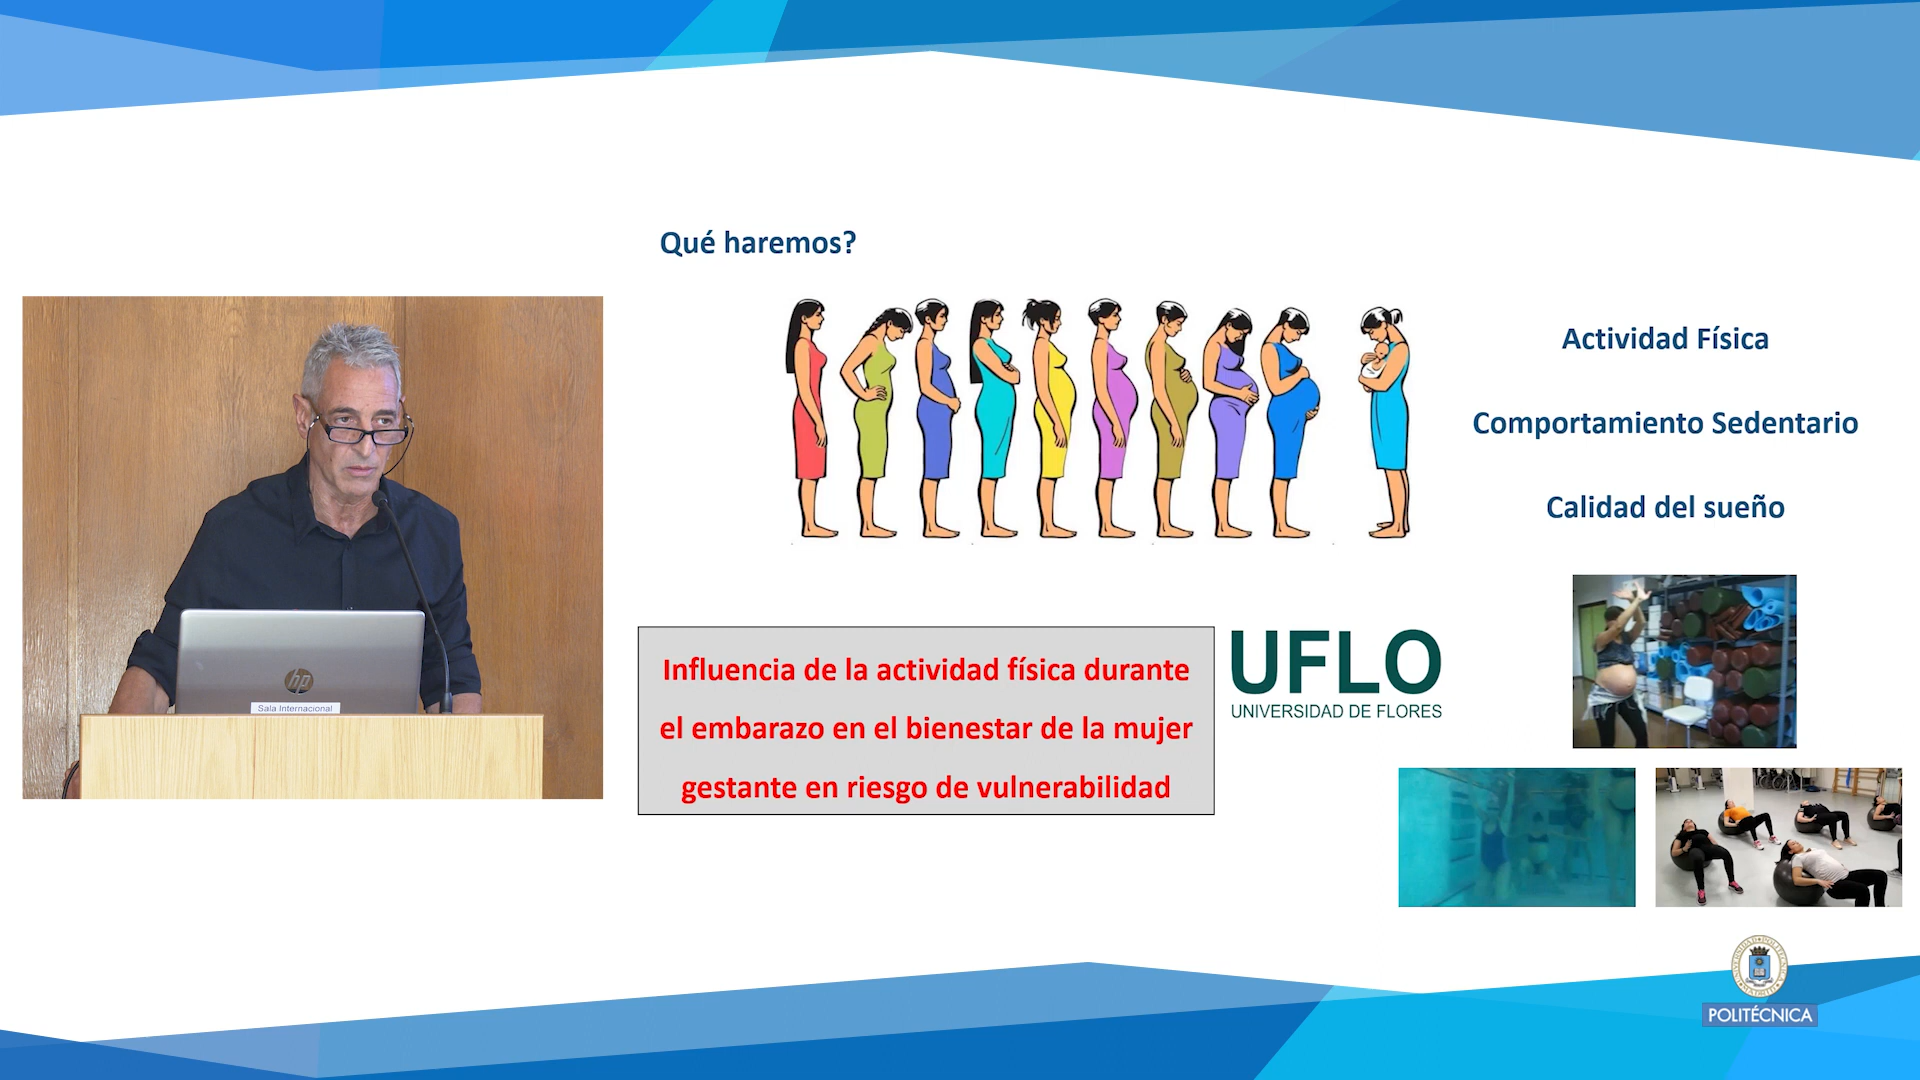 Qué haremos?
Actividad Física
Comportamiento Sedentario
Calidad del sueño
Influencia de la actividad física durante
el embarazo en el bienestar de la mujer
gestante en riesgo de vulnerabilidad
UFLO
UNIVERSIDAD DE FLORES
hp
Sala Internacional
POLITÉCNICA